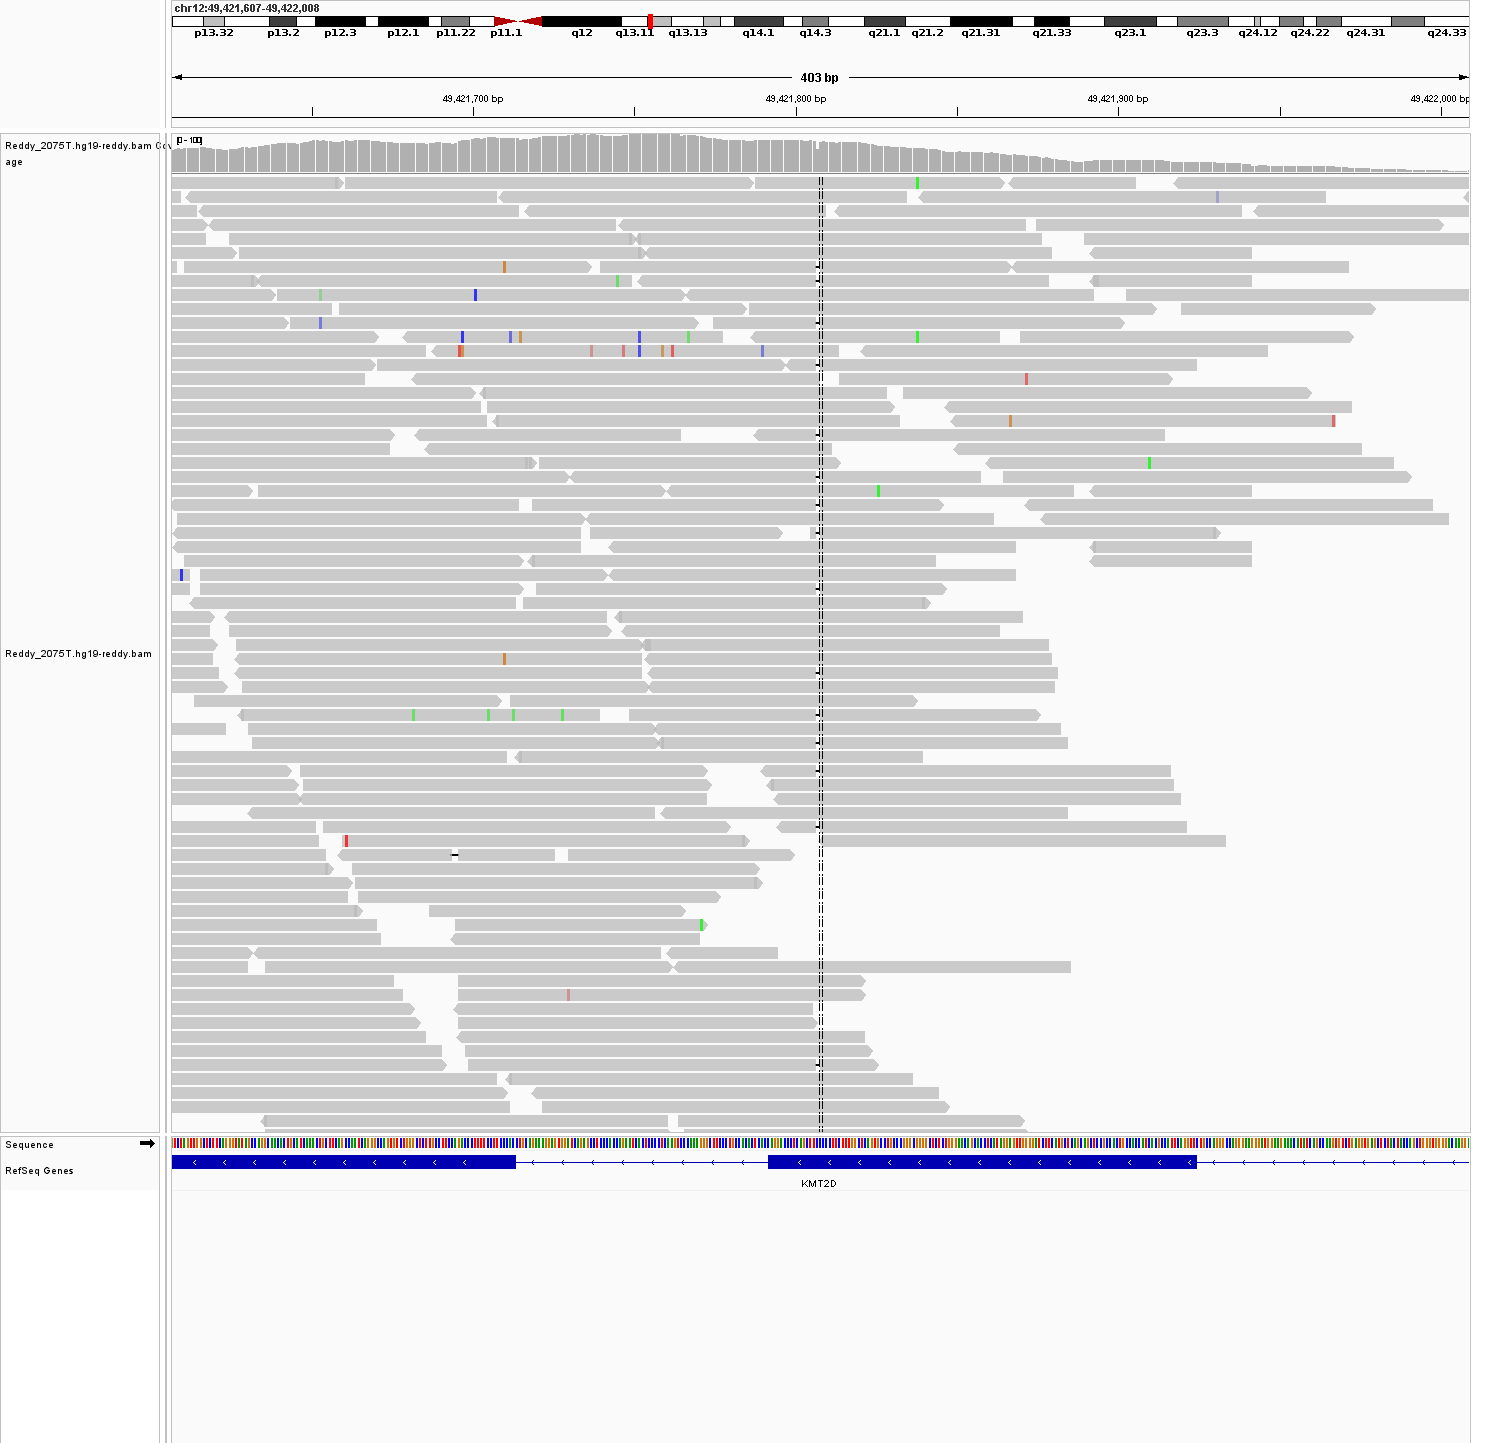 chr12:49,421,607-49,422,008
p13.32 p13.2 p12.3 p12.1 p11.22 p11.1 q12 q13.11 q13.13 q14.1 q14.3 q21.1 q21.2 q21.31 q21.33 q23.1 q23.3 q24.12 q24.22 q24.31 q24.33
403 bp
49,421,700 bp 49,421,800 bp 49,421,900 bp 49,422,000 bp
[0 - 100]
Reddy_2075T.hg19-reddy.bam Cov
age
Reddy_2075T.hg19-reddy.bam
Sequence
RefSeq Genes
KMT2D